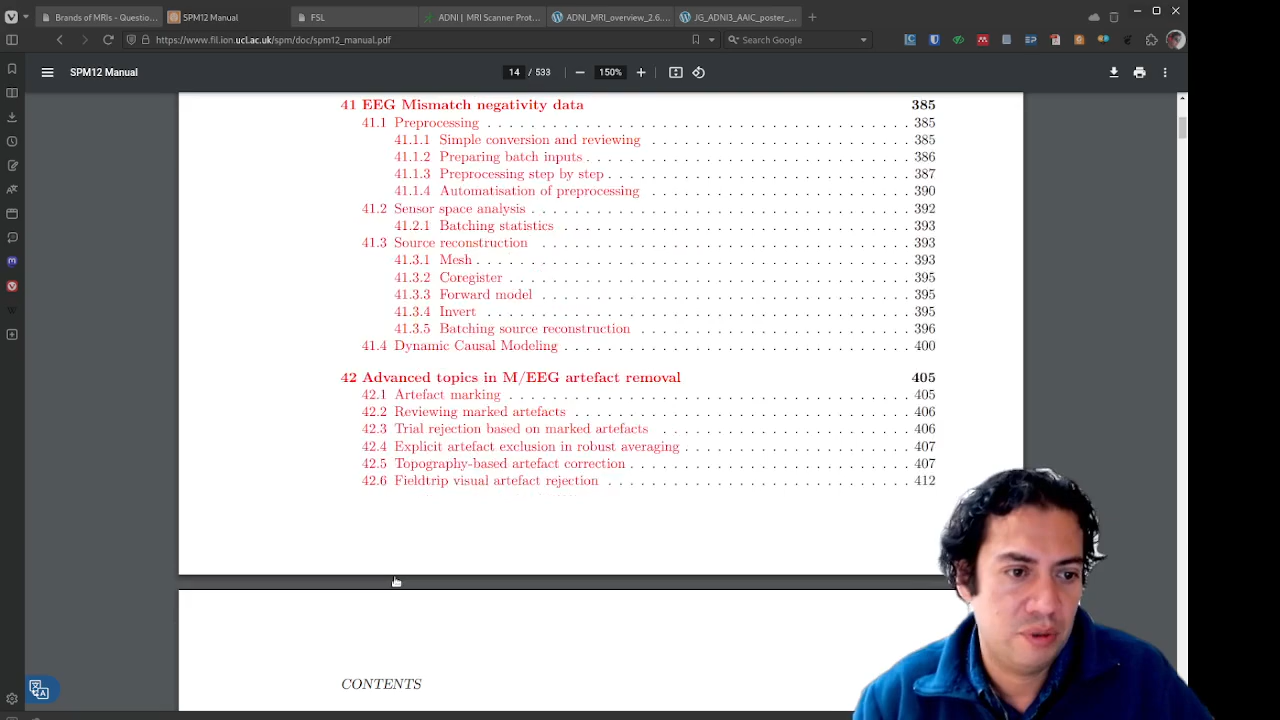 Brands of MRIs - Questio...
SPM12 Manual
FSL
ADNI | MRI Scanner Prot...
ADNI_MRI_overview_2.6....
JG_ADNI3_AAIC_poster_...
https://www.fil.ion.ucl.ac.uk/spm/doc/spm12_manual.pdf
Search Google
SPM12 Manual
14 / 533
150%
41 EEG Mismatch negativity data 385
41.1 Preprocessing . . . . . . . . . . . . . . . . . . . . 385
41.1.1 Simple conversion and reviewing . . . . . . . . . . . . . . . . . . . . 385
41.1.2 Preparing batch inputs . . . . . . . . . . . . . . . . . . . . 386
41.1.3 Preprocessing step by step . . . . . . . . . . . . . . . . . . . . 387
41.1.4 Automatisation of preprocessing . . . . . . . . . . . . . . . . . . . . 390
41.2 Sensor space analysis . . . . . . . . . . . . . . . . . . . . 392
41.2.1 Batching statistics . . . . . . . . . . . . . . . . . . . . 393
41.3 Source reconstruction . . . . . . . . . . . . . . . . . . . . 393
41.3.1 Mesh . . . . . . . . . . . . . . . . . . . . 393
41.3.2 Coregister . . . . . . . . . . . . . . . . . . . . 395
41.3.3 Forward model . . . . . . . . . . . . . . . . . . . . 395
41.3.4 Invert . . . . . . . . . . . . . . . . . . . . 395
41.3.5 Batching source reconstruction . . . . . . . . . . . . . . . . . . . . 396
41.4 Dynamic Causal Modeling . . . . . . . . . . . . . . . . . . . . 400
42 Advanced topics in M/EEG artefact removal 405
42.1 Artefact marking . . . . . . . . . . . . . . . . . . . . 405
42.2 Reviewing marked artefacts . . . . . . . . . . . . . . . . . . . . 406
42.3 Trial rejection based on marked artefacts . . . . . . . . . . . . . . . . . . . . 406
42.4 Explicit artefact exclusion in robust averaging . . . . . . . . . . . . . . . . . . . . 407
42.5 Topography-based artefact correction . . . . . . . . . . . . . . . . . . . . 407
42.6 Fieldtrip visual artefact rejection . . . . . . . . . . . . . . . . . . . . 412
CONTENTS